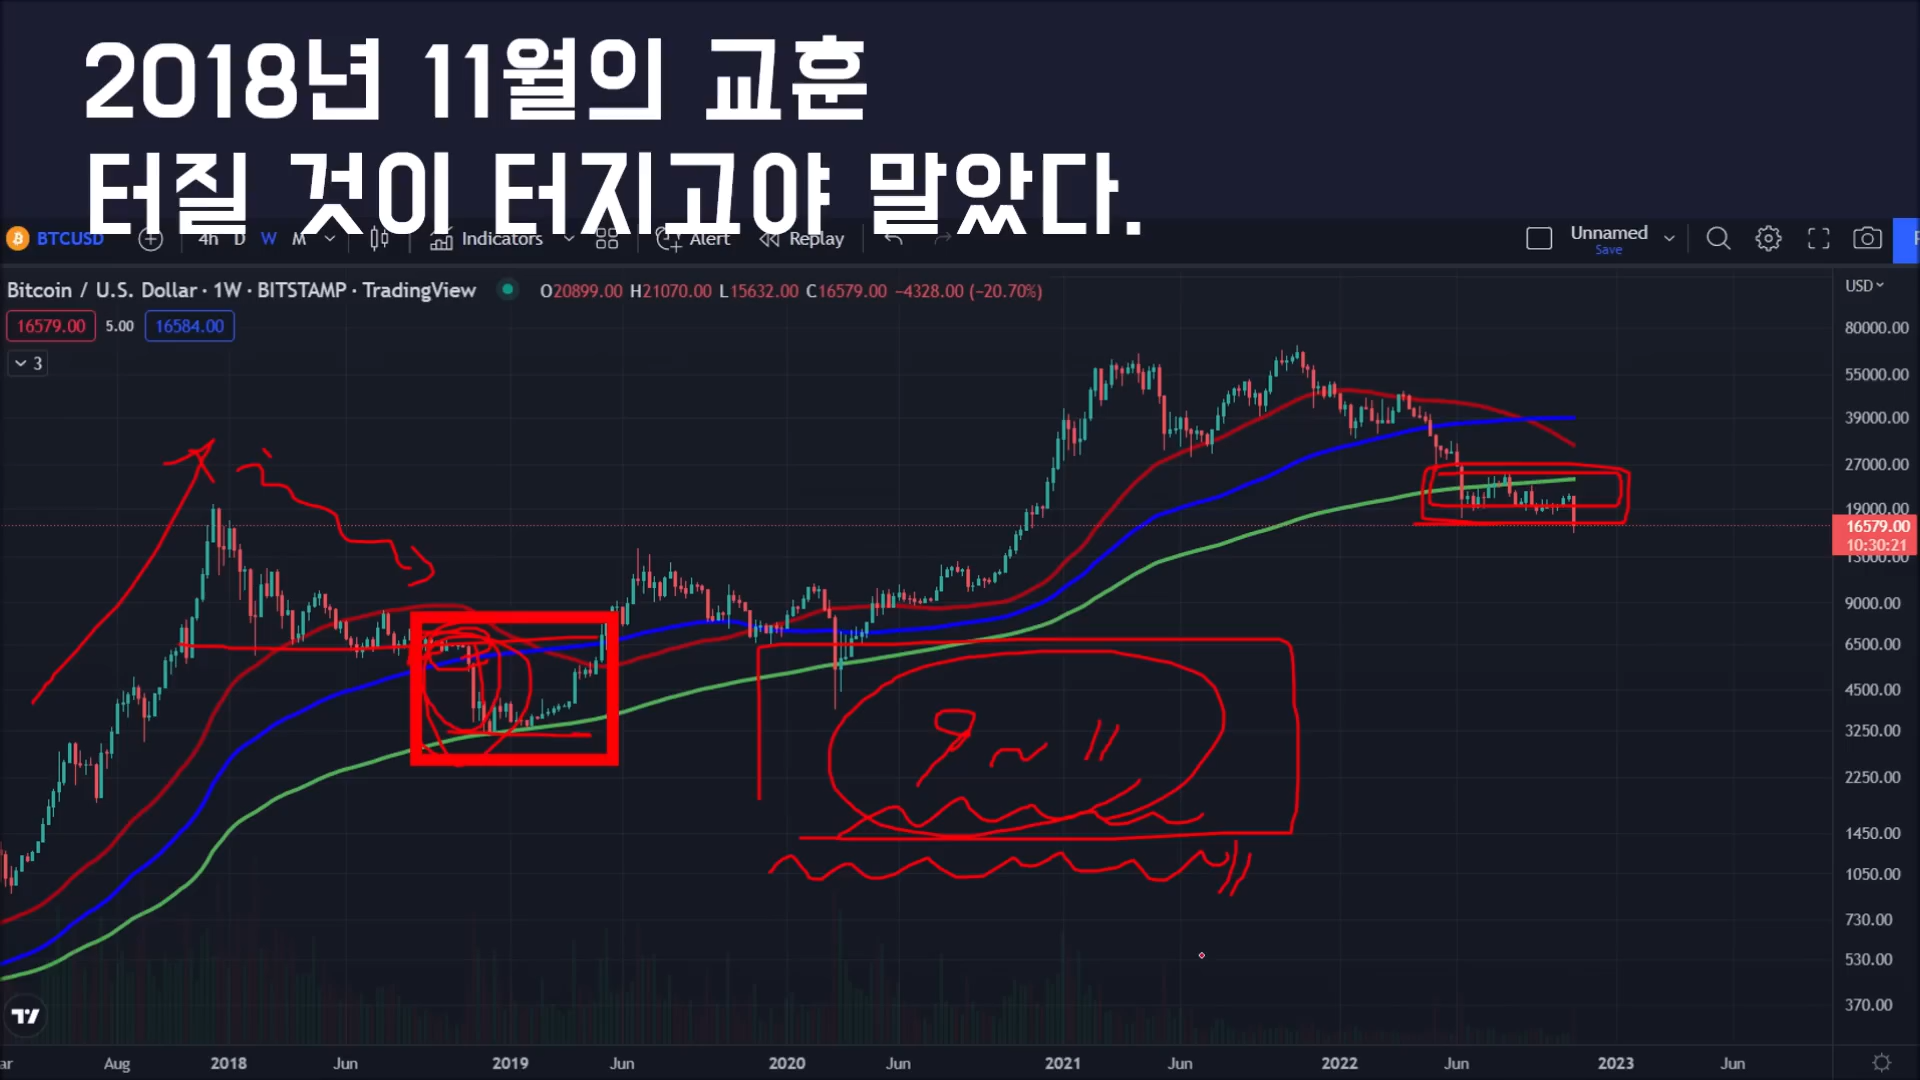 2018년 11월의 교훈
터질 것이 터지고야 말았다.
BTCUSD 4h D W M Indicators Alert Replay Unnamed
Save
Bitcoin / U.S. Dollar · 1W · BITSTAMP · TradingView O20899.00 H21070.00 L15632.00 C16579.00 −4328.00 (−20.70%) USD
16579.00 5.00 16584.00
3
80000.00
55000.00
39000.00
27000.00
19000.00
16579.00
10:30:21
13000.00
9000.00
6500.00
4500.00
3250.00
2250.00
1450.00
1050.00
730.00
530.00
370.00
9 ~ 11
Aug 2018 Jun 2019 Jun 2020 Jun 2021 Jun 2022 Jun 2023 Jun